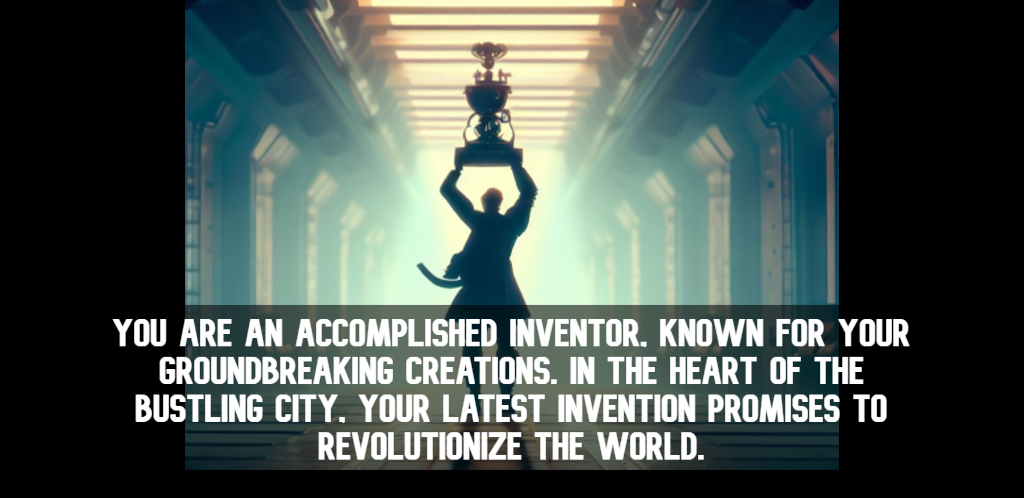 YOU ARE AN ACCOMPLISHED INVENTOR, KNOWN FOR YOUR
GROUNDBREAKING CREATIONS. IN THE HEART OF THE
BUSTLING CITY, YOUR LATEST INVENTION PROMISES TO
REVOLUTIONIZE THE WORLD.